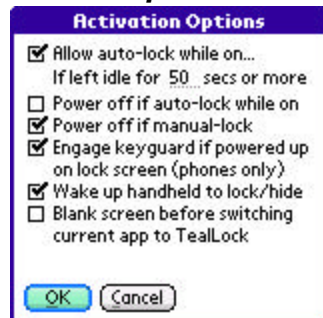 Activation Options
Allow auto-lock while on...
If left idle for 50 secs or more
Power off if auto-lock while on
Power off if manual-lock
Engage keyguard if powered up
on lock screen (phones only)
Wake up handheld to lock/hide
Blank screen before switching
current app to TealLock
OK Cancel